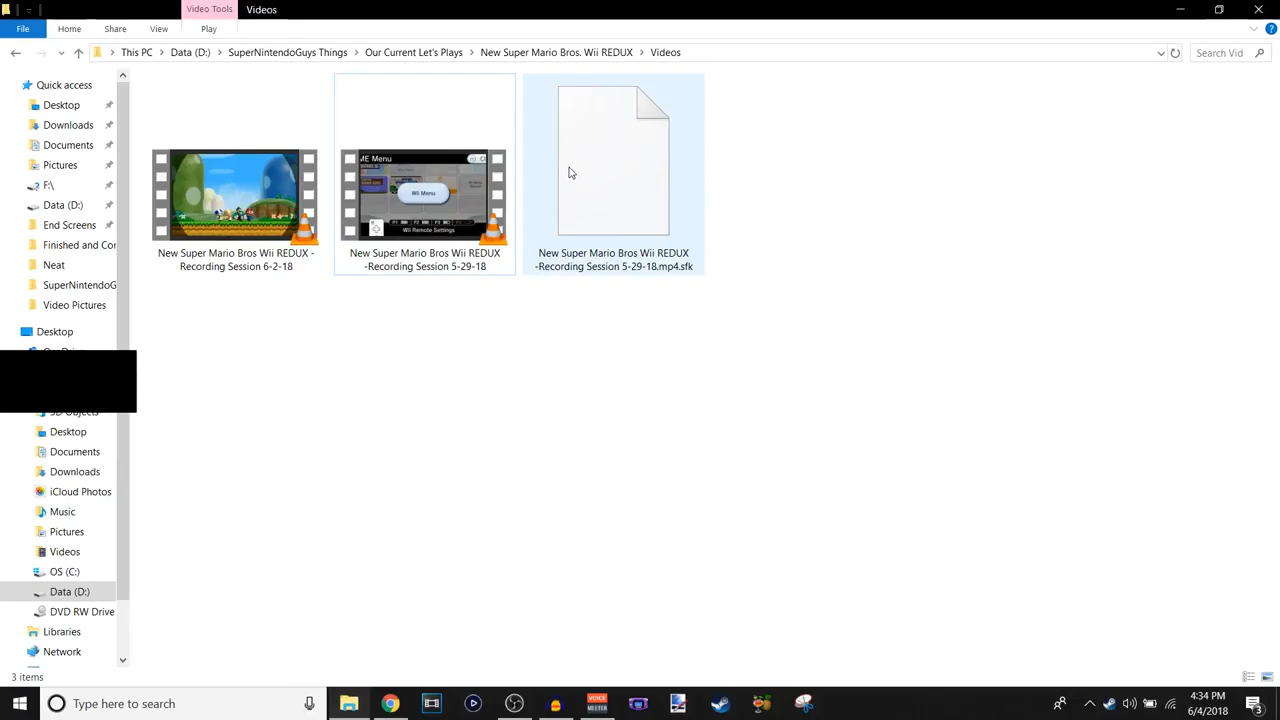 Video Tools Videos
File Home Share View Play
This PC Data (D:) SuperNintendoGuys Things Our Current Let's Plays New Super Mario Bros. Wii REDUX Videos Search Vid
Quick access
Desktop
Downloads
Documents
Pictures
F:\
Data (D:)
End Screens
Finished and Cor
Neat
SuperNintendoG
Video Pictures
Desktop
3D Objects
Desktop
Documents
Downloads
iCloud Photos
Music
Pictures
Videos
OS (C:)
Data (D:)
DVD RW Drive
Libraries
Network
ME Menu
Wii Menu
Wii Remote Settings
New Super Mario Bros Wii REDUX -
Recording Session 6-2-18
New Super Mario Bros Wii REDUX
-Recording Session 5-29-18
New Super Mario Bros Wii REDUX
-Recording Session 5-29-18.mp4.sfk
3 items
Type here to search
VOICE
MEETER
4:34 PM
6/4/2018
3